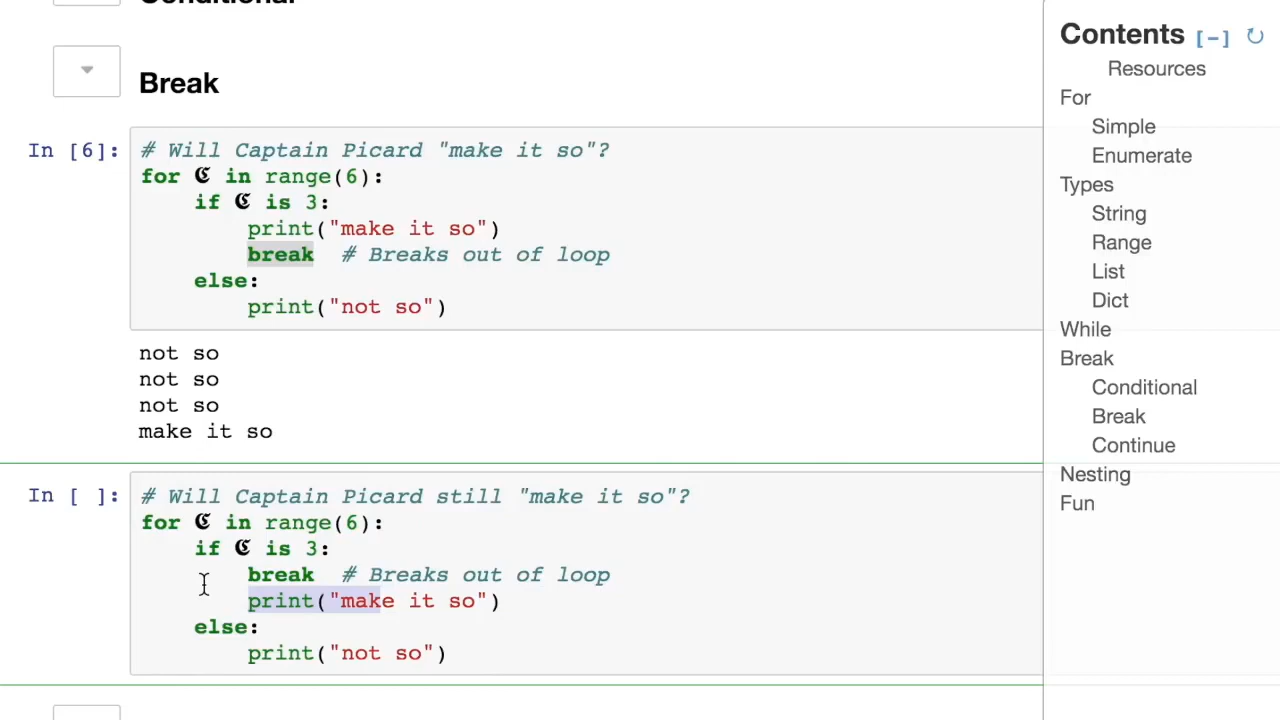 Conditional
Break
In [6]:
# Will Captain Picard "make it so"?
for ℭ in range(6):
    if ℭ is 3:
        print("make it so")
        break  # Breaks out of loop
    else:
        print("not so")
not so
not so
not so
make it so
In [ ]:
# Will Captain Picard still "make it so"?
for ℭ in range(6):
    if ℭ is 3:
        break  # Breaks out of loop
        print("make it so")
    else:
        print("not so")
Contents [-] ↻
Resources
For
Simple
Enumerate
Types
String
Range
List
Dict
While
Break
Conditional
Break
Continue
Nesting
Fun